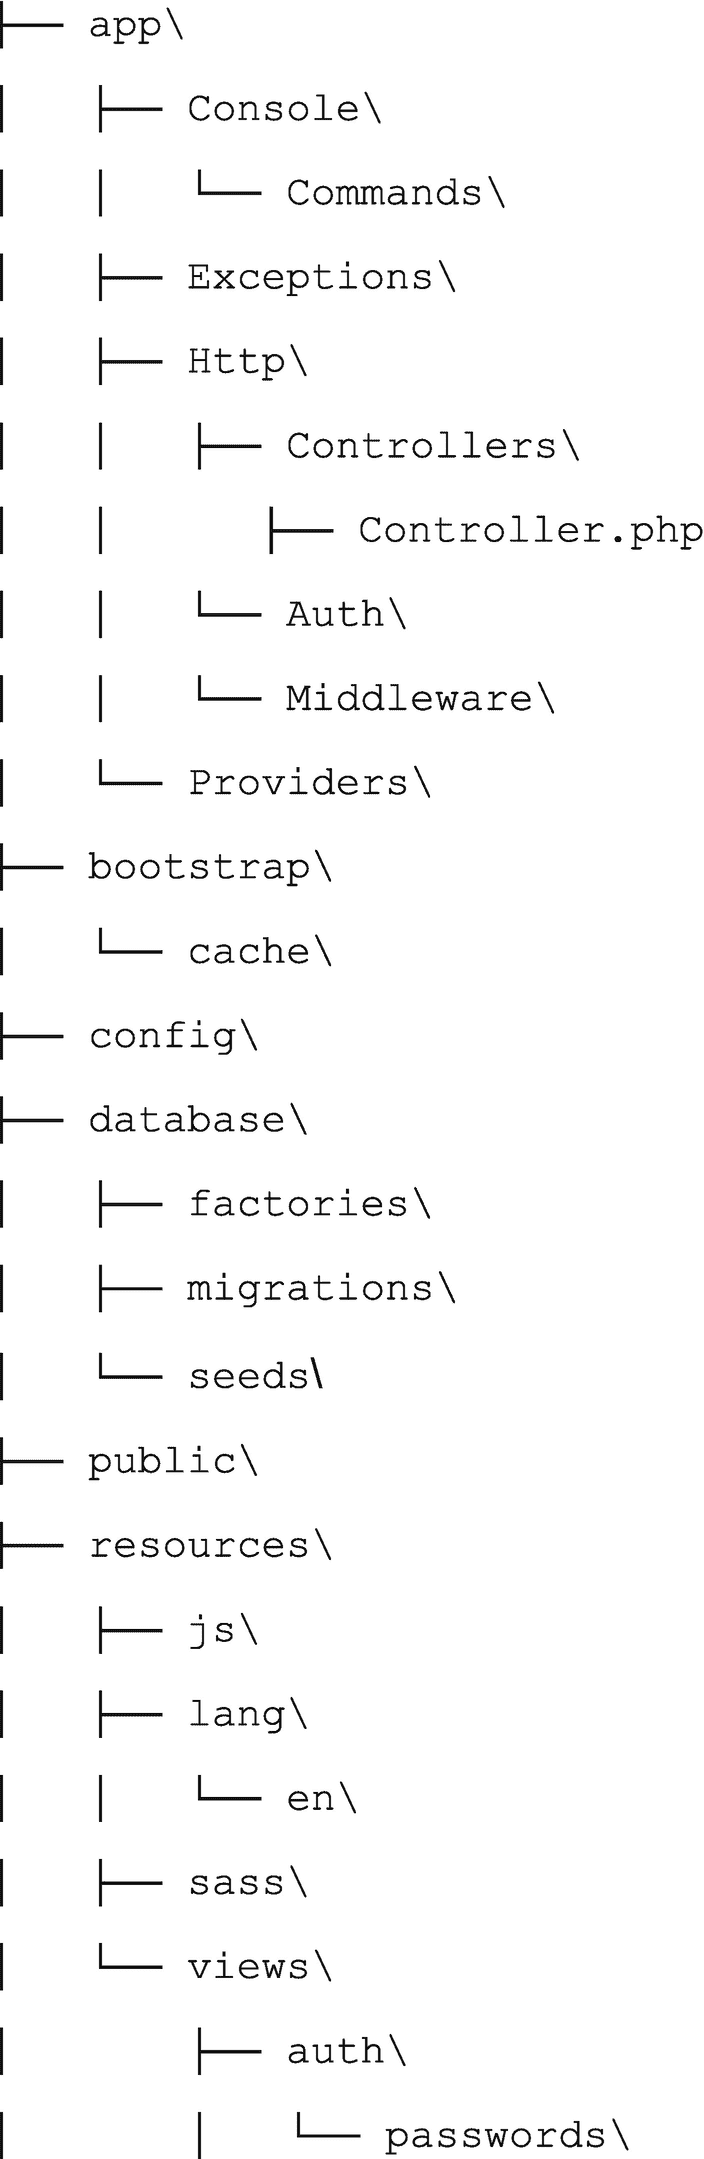 ├── app\
│   ├── Console\
│   │   └── Commands\
│   ├── Exceptions\
│   ├── Http\
│   │   ├── Controllers\
│   │      ├── Controller.php
│   │   └── Auth\
│   │   └── Middleware\
│   └── Providers\
├── bootstrap\
│   └── cache\
├── config\
├── database\
│   ├── factories\
│   ├── migrations\
│   └── seeds\
├── public\
├── resources\
│   ├── js\
│   ├── lang\
│   │   └── en\
│   ├── sass\
│   └── views\
│       ├── auth\
│       │   └── passwords\